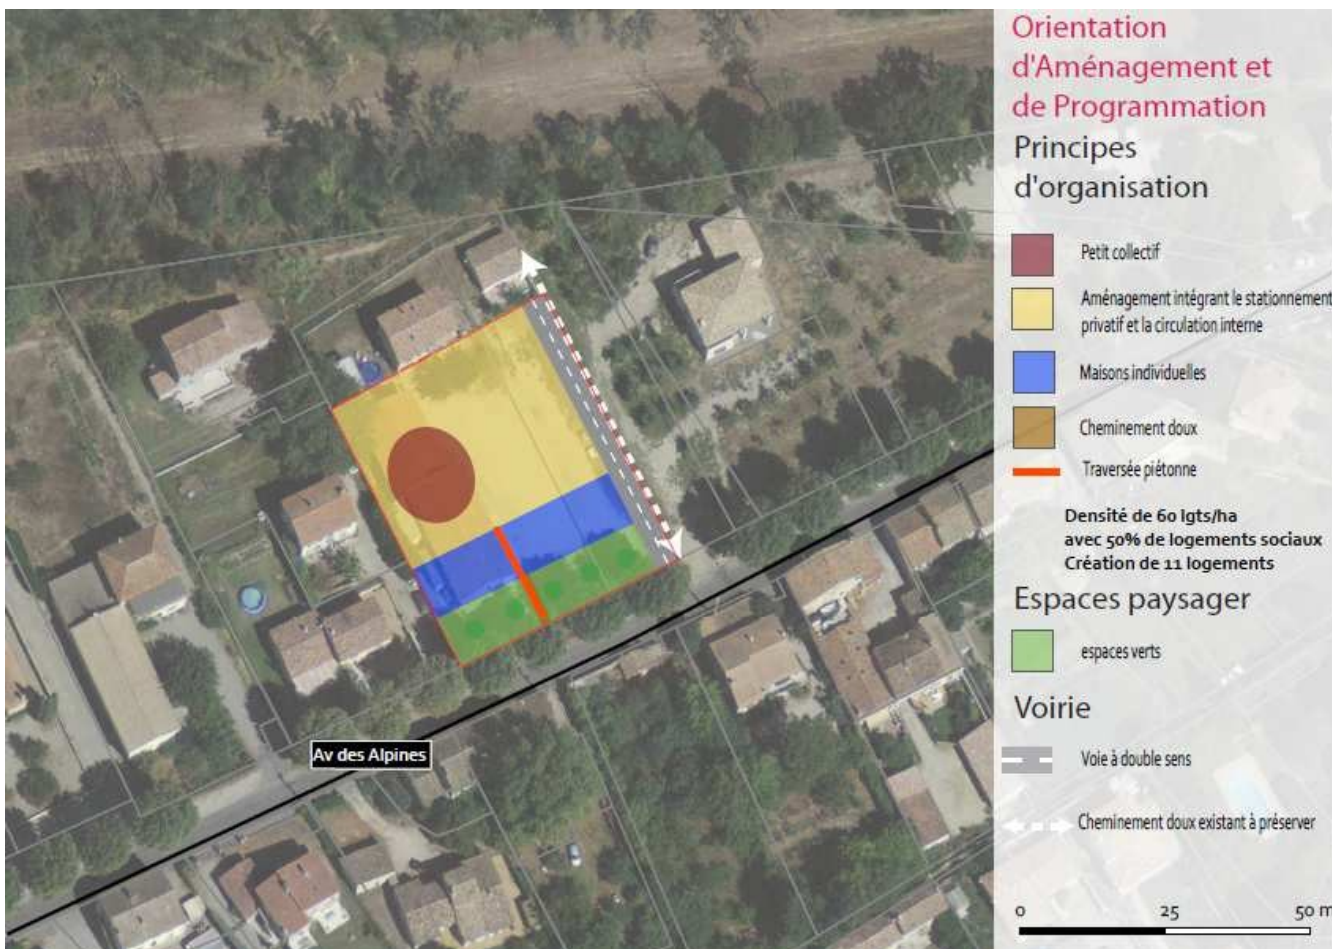 Orientation
d'Aménagement et
de Programmation
Principes
d'organisation
Petit collectif
Aménagement intégrant le stationnement
privatif et la circulation interne
Maisons individuelles
Cheminement doux
Traversée piétonne
Densité de 60 lgts/ha
avec 50% de logements sociaux
Création de 11 logements
Espaces paysager
espaces verts
Voirie
Voie à double sens
Cheminement doux existant à préserver
0 25 50 m
Av des Alpines